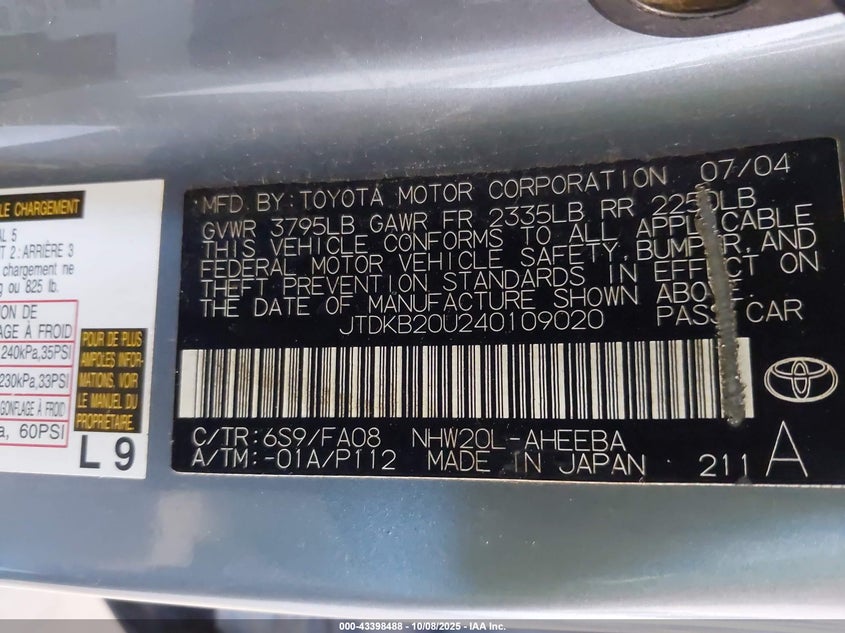 LE CHARGEMENT
AL 5
T 2 : ARRIÈRE 3
chargement ne
g ou 825 lb.
ION DE
LAGE À FROID
240kPa,35PSI
230kPa,33PSI
GONFLAGE À FROID
a, 60PSI
POUR DE PLUS
AMPLES INFOR-
MATIONS, VOIR
LE MANUEL DU
PROPRIÉTAIRE.
L 9
MFD BY: TOYOTA MOTOR CORPORATION 07/04
GVWR 3795LB GAWR FR 2335LB RR 2250LB
THIS VEHICLE CONFORMS TO ALL APPLICABLE
FEDERAL MOTOR VEHICLE SAFETY, BUMPER, AND
THEFT PREVENTION STANDARDS IN EFFECT ON
THE DATE OF MANUFACTURE SHOWN ABOVE.
JTDKB20U240109020 PASS CAR
C/TR: 6S9/FA08 NHW20L-AHEEBA
A/TM: -01A/P112 MADE IN JAPAN 211 A
000-43398488 - 10/08/2025 - IAA Inc.